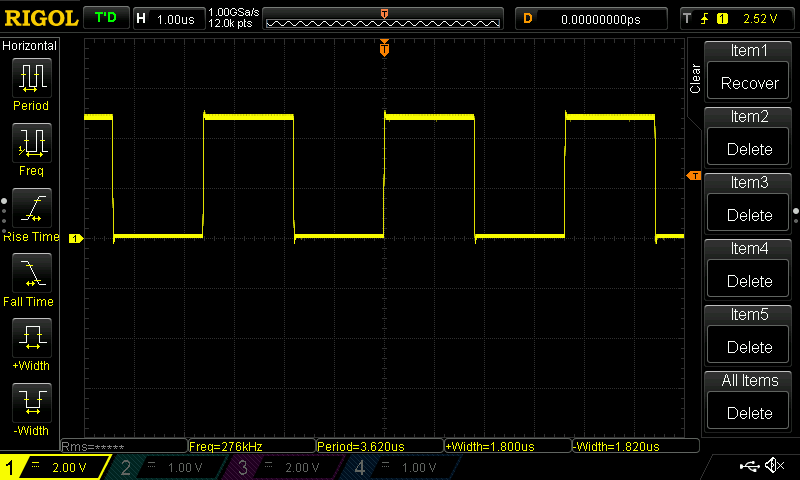 RIGOL T'D H 1.00us 1.00GSa/s 12.0k pts T D 0.00000000ps T 1 2.52 V
Horizontal
Period
Freq
Rise Time
Fall Time
+Width
-Width
T
T
1
Clear
Item1
Recover
Item2
Delete
Item3
Delete
Item4
Delete
Item5
Delete
All Items
Delete
Rms=***** Freq=276kHz Period=3.620us +Width=1.800us -Width=1.820us
1 2.00 V 2 1.00 V 3 2.00 V 4 1.00 V